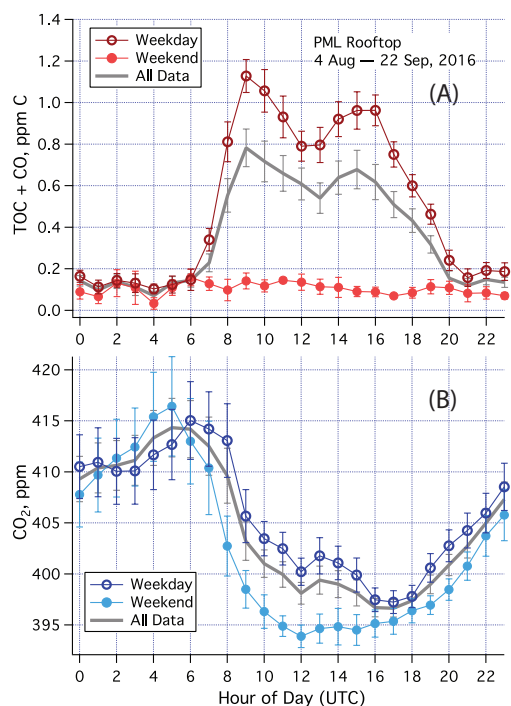 1.4
1.2
1.0
0.8
0.6
0.4
0.2
0.0
TOC + CO, ppm C
Weekday
Weekend
All Data
PML Rooftop
4 Aug — 22 Sep, 2016
(A)
0 2 4 6 8 10 12 14 16 18 20 22
420
415
410
405
400
395
CO₂, ppm
(B)
Weekday
Weekend
All Data
0 2 4 6 8 10 12 14 16 18 20 22
Hour of Day (UTC)